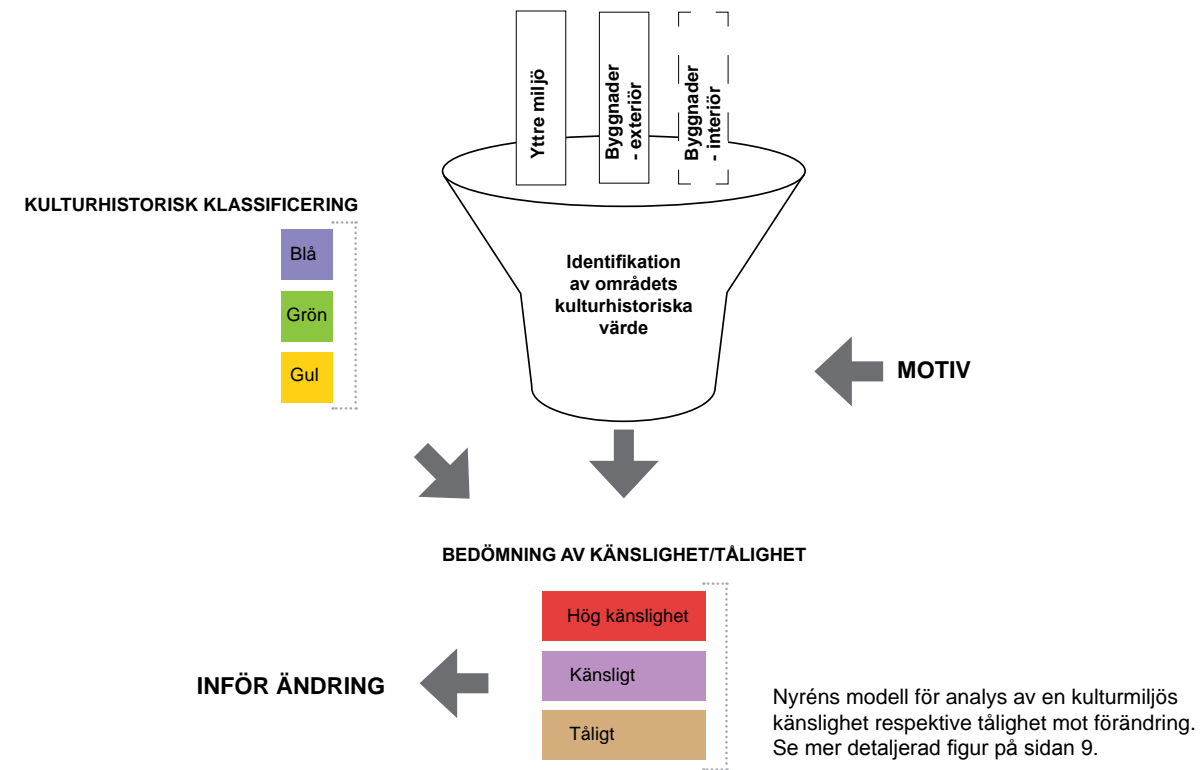 Yttre miljö
Byggnader
- exteriör
Byggnader
- interiör
KULTURHISTORISK KLASSIFICERING
Blå
Grön
Gul
Identifikation
av områdets
kulturhistoriska
värde
MOTIV
BEDÖMNING AV KÄNSLIGHET/TÅLIGHET
Hög känslighet
Känsligt
Tåligt
INFÖR ÄNDRING
Nyréns modell för analys av en kulturmiljös
känslighet respektive tålighet mot förändring.
Se mer detaljerad figur på sidan 9.